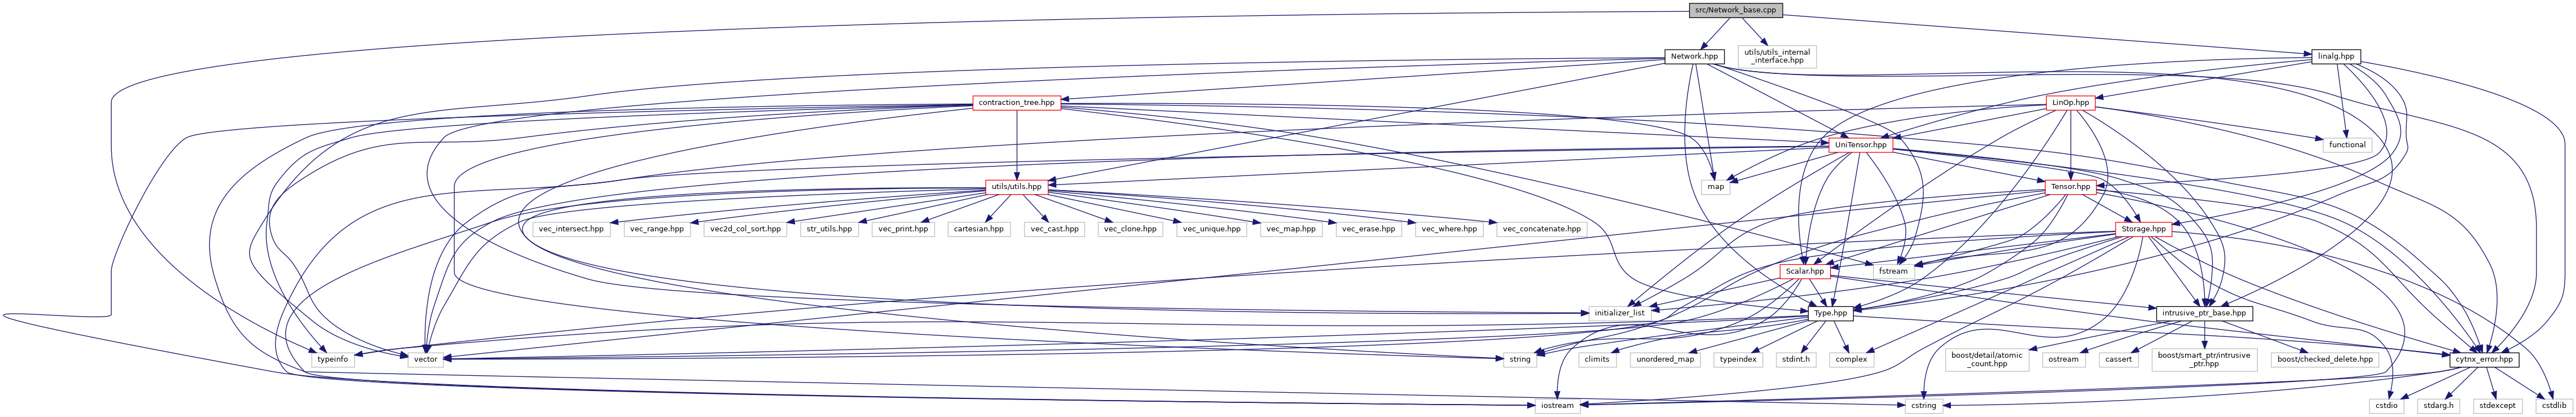 src/Network_base.cpp
Network.hpp
utils/utils_internal
_interface.hpp
linalg.hpp
contraction_tree.hpp
LinOp.hpp
UniTensor.hpp
functional
utils/utils.hpp
map
Tensor.hpp
vec_intersect.hpp
vec_range.hpp
vec2d_col_sort.hpp
str_utils.hpp
vec_print.hpp
cartesian.hpp
vec_cast.hpp
vec_clone.hpp
vec_unique.hpp
vec_map.hpp
vec_erase.hpp
vec_where.hpp
vec_concatenate.hpp
Storage.hpp
Scalar.hpp
fstream
initializer_list
Type.hpp
intrusive_ptr_base.hpp
typeinfo
vector
string
climits
unordered_map
typeindex
stdint.h
complex
boost/detail/atomic
_count.hpp
ostream
cassert
boost/smart_ptr/intrusive
_ptr.hpp
boost/checked_delete.hpp
cytnx_error.hpp
iostream
cstring
cstdio
stdarg.h
stdexcept
cstdlib